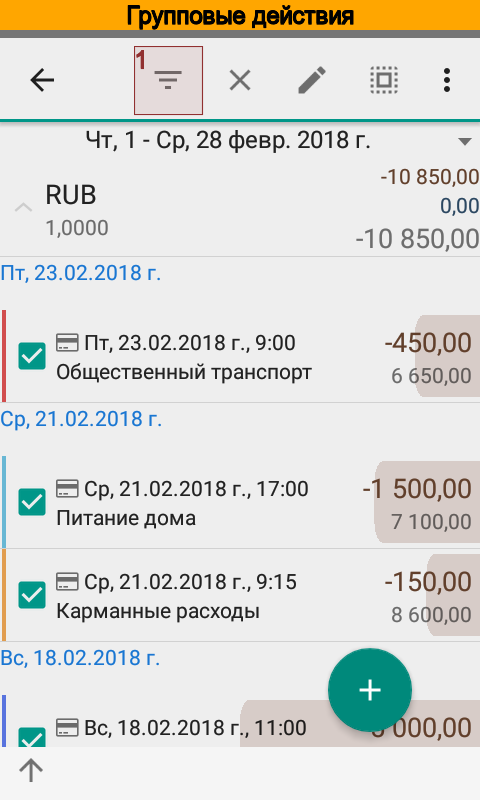 Групповые действия
1
Чт, 1 - Ср, 28 февр. 2018 г.
RUB
-10 850,00
1,0000
0,00
-10 850,00
Пт, 23.02.2018 г.
Пт, 23.02.2018 г., 9:00
-450,00
Общественный транспорт
6 650,00
Ср, 21.02.2018 г.
Ср, 21.02.2018 г., 17:00
-1 500,00
Питание дома
7 100,00
Ср, 21.02.2018 г., 9:15
-150,00
Карманные расходы
8 600,00
Вс, 18.02.2018 г.
Вс, 18.02.2018 г., 11:00
000,00